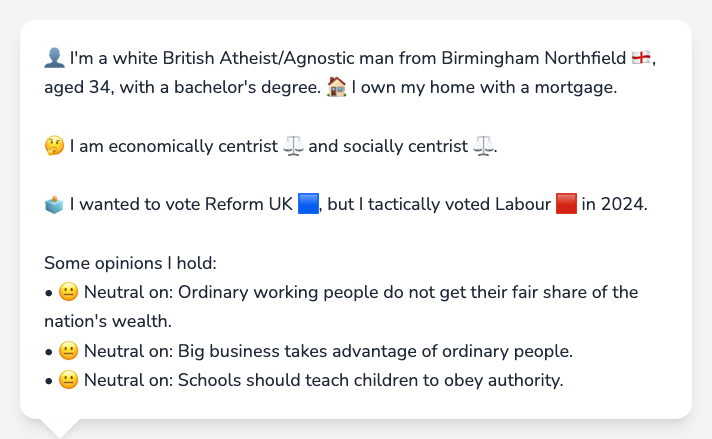 👤 I'm a white British Atheist/Agnostic man from Birmingham Northfield 🏴󠁧󠁢󠁥󠁮󠁧󠁿,
aged 34, with a bachelor's degree. 🏠 I own my home with a mortgage.
🤔 I am economically centrist ⚖️ and socially centrist ⚖️.
🗳️ I wanted to vote Reform UK 🟦, but I tactically voted Labour 🟥 in 2024.
Some opinions I hold:
• 😐 Neutral on: Ordinary working people do not get their fair share of the
nation's wealth.
• 😐 Neutral on: Big business takes advantage of ordinary people.
• 😐 Neutral on: Schools should teach children to obey authority.